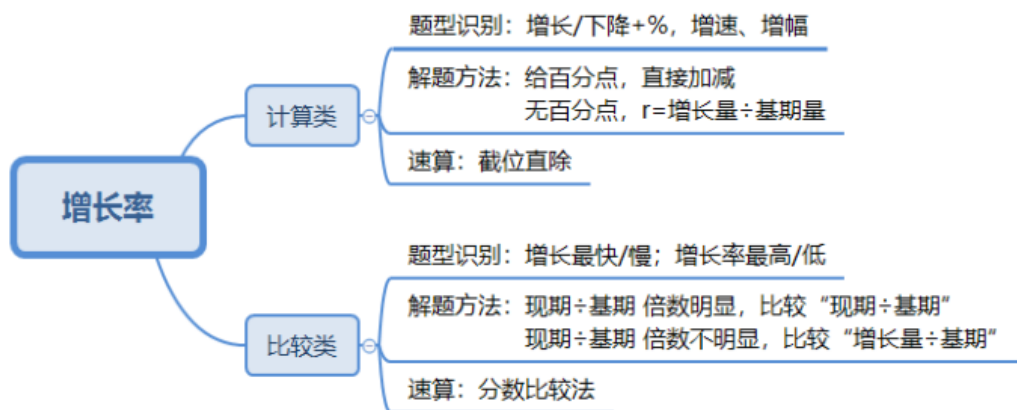 题型识别：增长/下降+%，增速、增幅
解题方法：给百分点，直接加减
无百分点，r=增长量÷基期量
计算类
速算：截位直除
增长率
题型识别：增长最快/慢；增长率最高/低
解题方法：现期÷基期 倍数明显，比较“现期÷基期”
现期÷基期 倍数不明显，比较“增长量÷基期”
比较类
速算：分数比较法